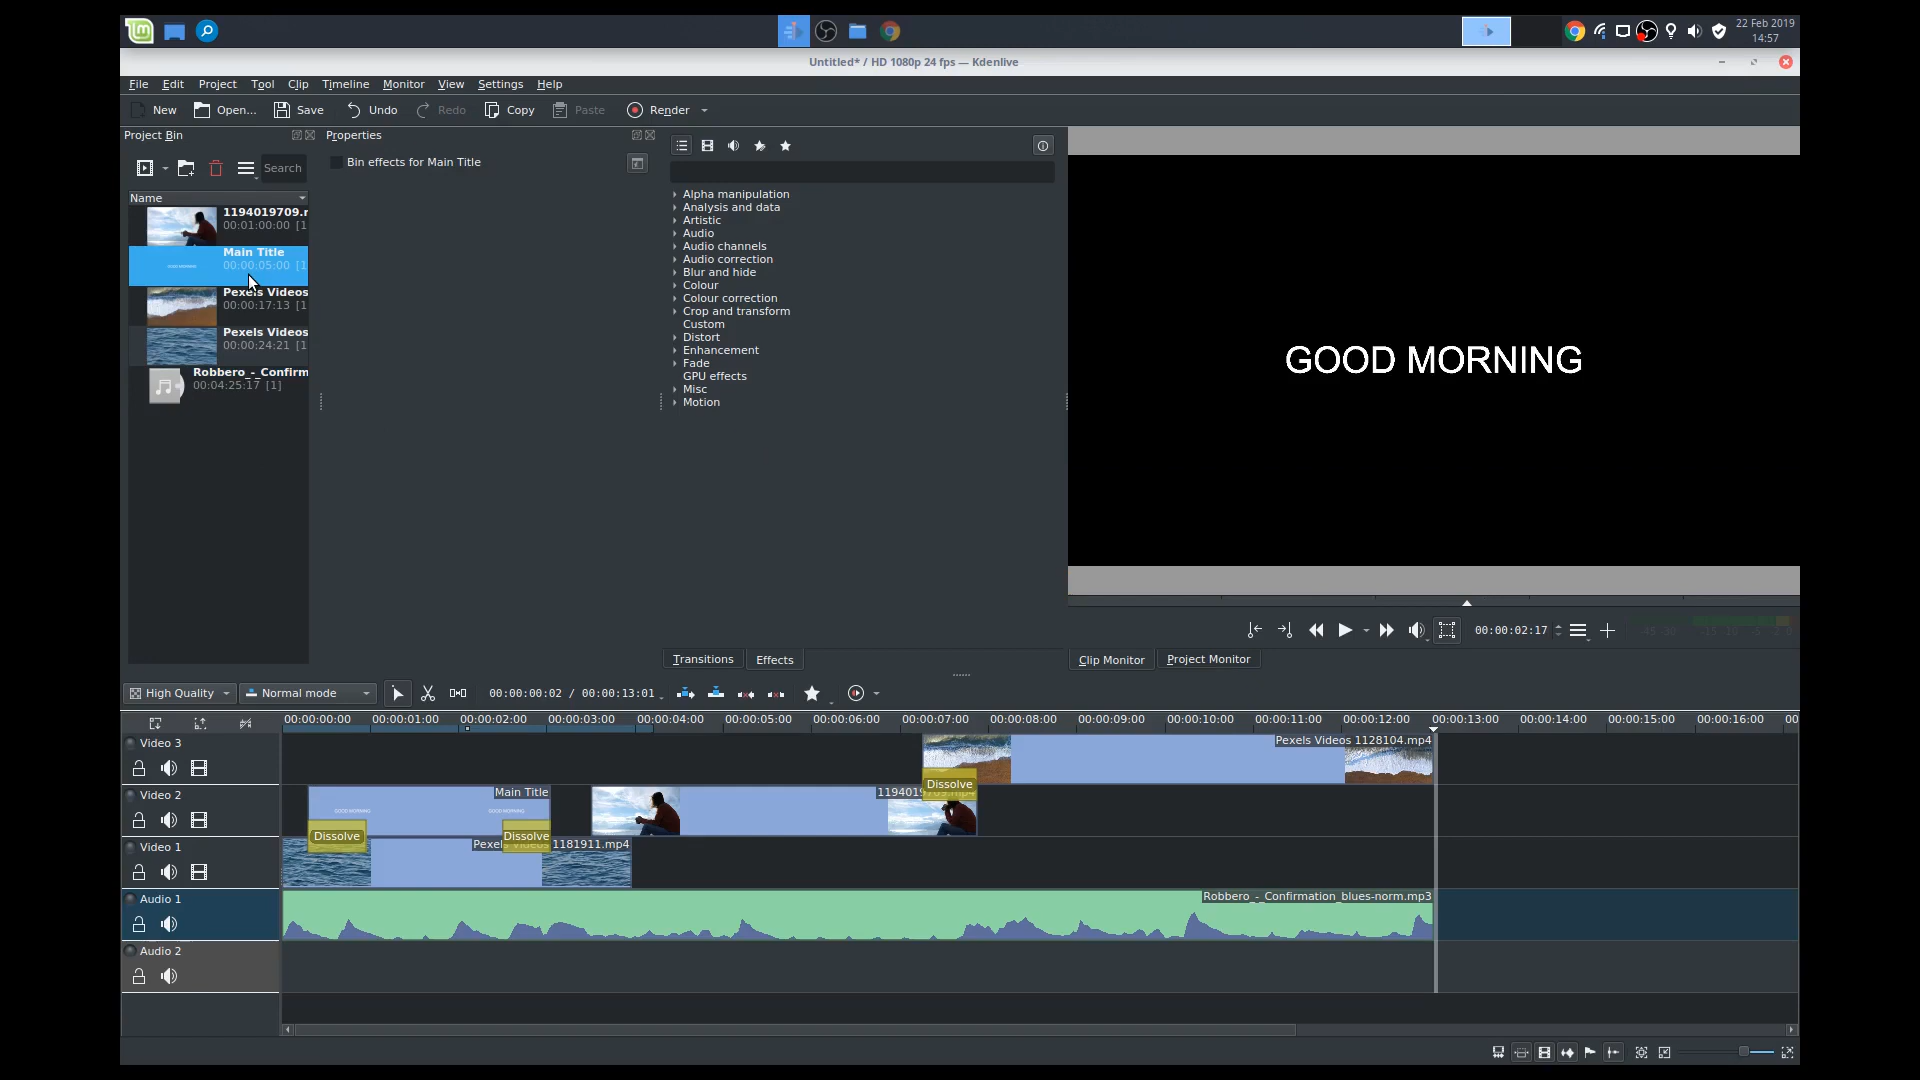 22 Feb 2019
14:57
Untitled* / HD 1080p 24 fps — Kdenlive
File Edit Project Tool Clip Timeline Monitor View Settings Help
New Open... Save Undo Redo Copy Paste Render
Project Bin
Properties
Search
Bin effects for Main Title
Name
1194019709.
00:01:00:00 [1
Main Title
00:00:05:00 [1
Pexels Videos
00:00:17:13 [1
Pexels Videos
00:00:24:21 [1
Robbero_-_Confirm
00:04:25:17 [1]
Alpha manipulation
Analysis and data
Artistic
Audio
Audio channels
Audio correction
Blur and hide
Colour
Colour correction
Crop and transform
Custom
Distort
Enhancement
Fade
GPU effects
Misc
Motion
GOOD MORNING
00:00:02:17
Transitions Effects
Clip Monitor Project Monitor
High Quality Normal mode 00:00:00:02 / 00:00:13:01
00:00:00:00 00:00:01:00 00:00:02:00 00:00:03:00 00:00:04:00 00:00:05:00 00:00:06:00 00:00:07:00 00:00:08:00 00:00:09:00 00:00:10:00 00:00:11:00 00:00:12:00 00:00:13:00 00:00:14:00 00:00:15:00 00:00:16:00 00
Video 3
Pexels Videos 1128104.mp4
Dissolve
Video 2
Main Title
GOOD MORNING GOOD MORNING
Dissolve Dissolve
Video 1
1181911.mp4
Audio 1
Robbero_-_Confirmation_blues-norm.mp3
Audio 2